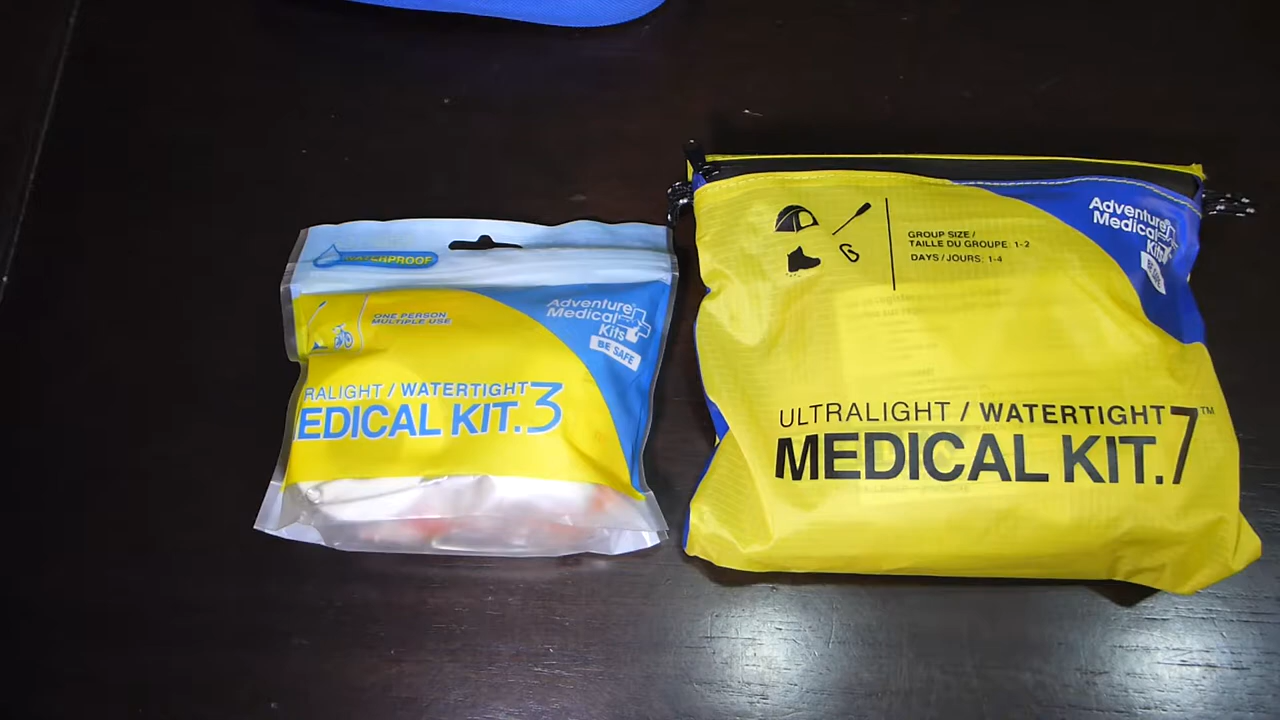 WATERPROOF
ONE PERSON
MULTIPLE USE
Adventure
Medical
Kits
BE SAFE
RALIGHT / WATERTIGHT
EDICAL KIT.3
GROUP SIZE /
TAILLE DU GROUPE: 1-2
DAYS / JOURS: 1-4
Adventure
Medical
Kits
BE SAFE
ULTRALIGHT / WATERTIGHT
MEDICAL KIT.7™